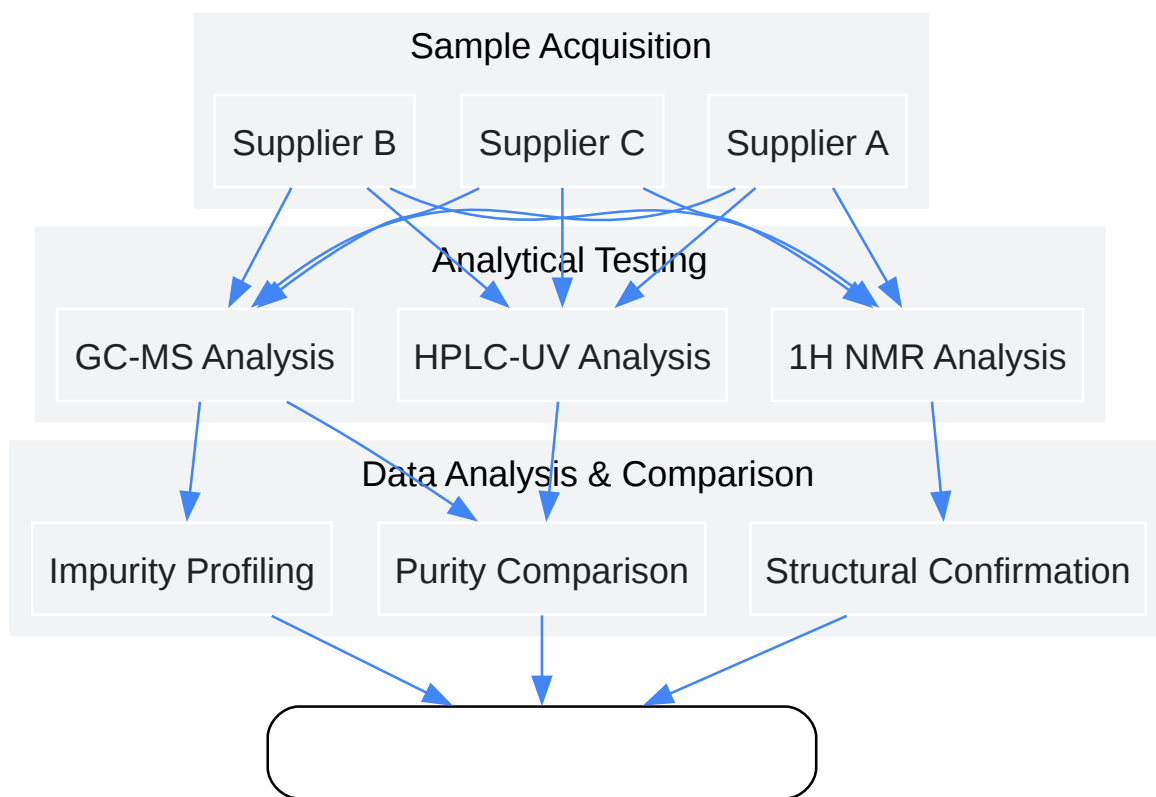 Sample Acquisition
Supplier B
Supplier C
Supplier A
Analytical Testing
GC-MS Analysis
HPLC-UV Analysis
1H NMR Analysis
Data Analysis & Comparison
Impurity Profiling
Purity Comparison
Structural Confirmation